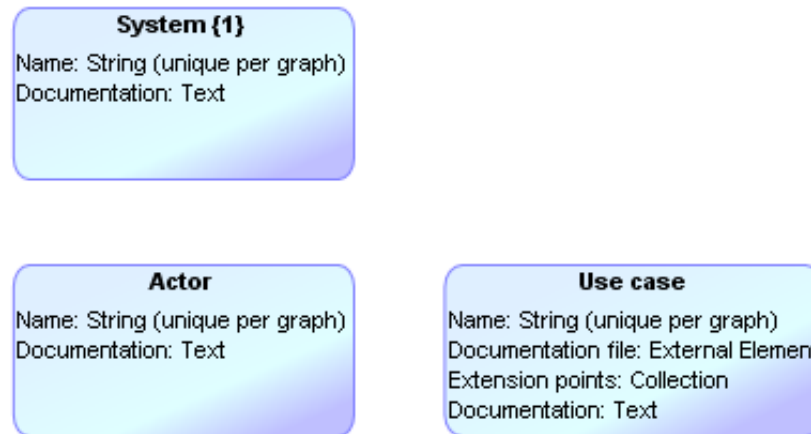 System {1}
Name: String (unique per graph)
Documentation: Text
Actor
Name: String (unique per graph)
Documentation: Text
Use case
Name: String (unique per graph)
Documentation file: External Elemen
Extension points: Collection
Documentation: Text